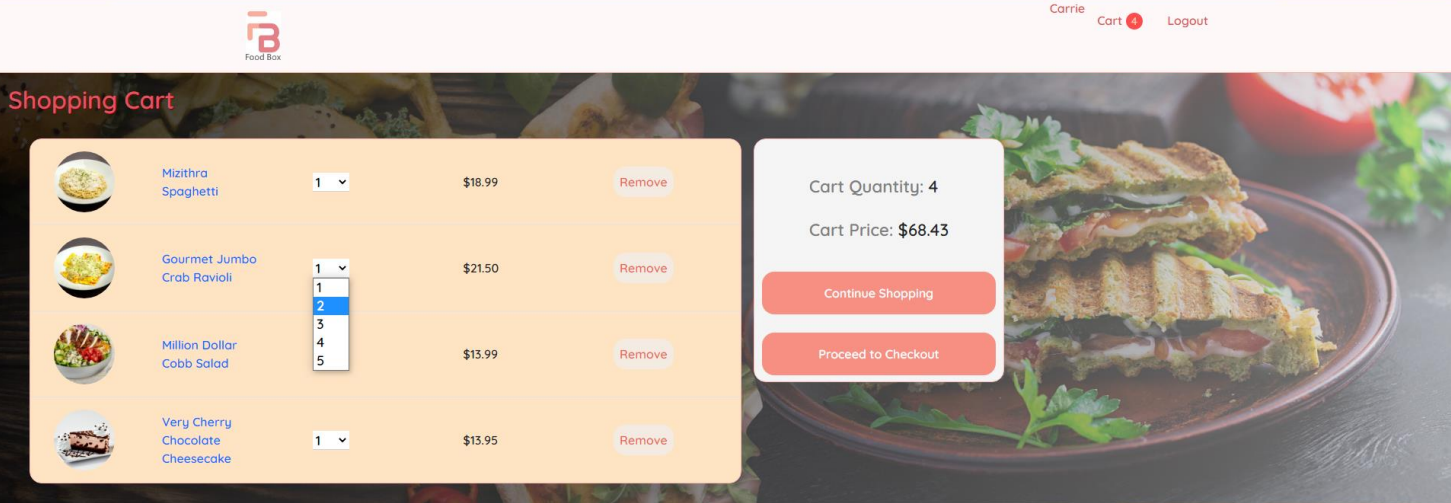 Food Box
Carrie
Cart 4
Logout
Shopping Cart
Mizithra
Spaghetti
1
$18.99
Remove
Gourmet Jumbo
Crab Ravioli
1
1
2
3
4
5
$21.50
Remove
Million Dollar
Cobb Salad
$13.99
Remove
Very Cherry
Chocolate
Cheesecake
1
$13.95
Remove
Cart Quantity: 4
Cart Price: $68.43
Continue Shopping
Proceed to Checkout